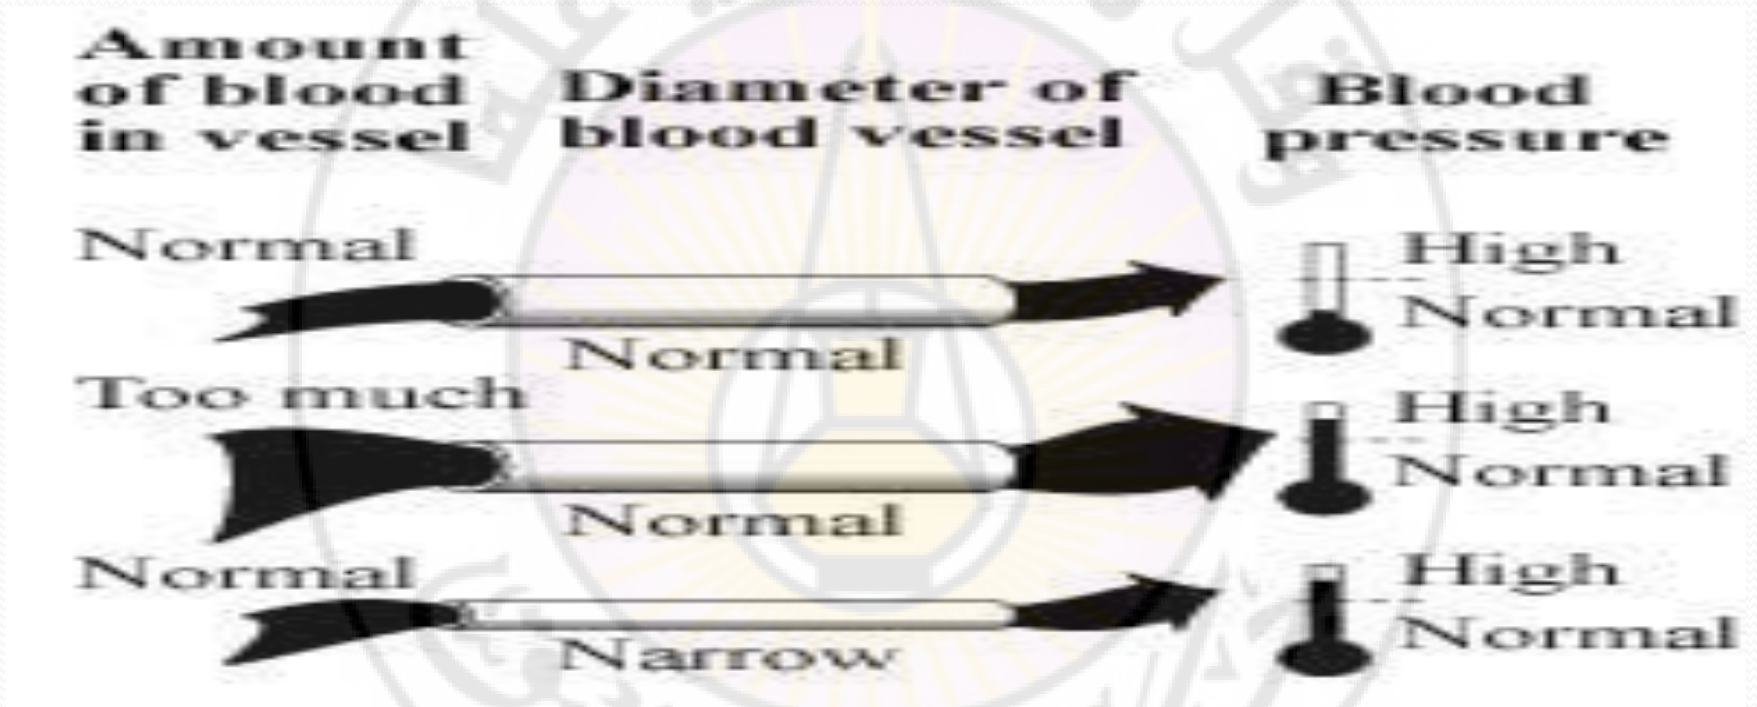 Amount
of blood
in vessel
Diameter of
blood vessel
Blood
pressure
Normal
Normal
High
Normal
Too much
Normal
High
Normal
Normal
Narrow
High
Normal